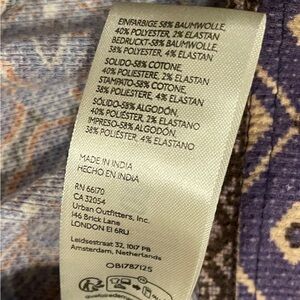 EINFARBIGE 58% BAUMWOLLE,
40% POLYESTER, 2% ELASTAN
BEDRUCKT-58% BAUMWOLLE,
38% POLYESTER, 4% ELASTAN
SOLIDO-58% COTONE,
40% POLIESTERE, 2% ELASTAN
STAMPATO-58% COTONE,
38% POLIESTERE, 4% ELASTAN
SÓLIDO-58% ALGODÓN,
40% POLIÉSTER, 2% ELASTANO
IMPRESO-58% ALGODÓN,
38% POLIÉSTER, 4% ELASTANO
MADE IN INDIA
HECHO EN INDIA
RN 66170
CA 32054
Urban Outfitters, Inc.
146 Brick Lane
LONDON E1 6RU
Leidsestraat 32, 1017 PB
Amsterdam, Netherlands
OB1787125